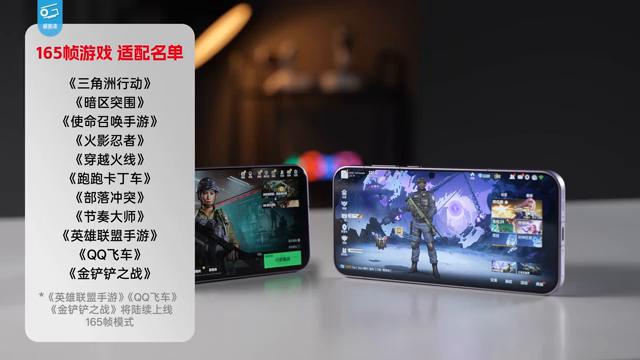 165帧游戏 适配名单
《三角洲行动》
《暗区突围》
《使命召唤手游》
《火影忍者》
《穿越火线》
《跑跑卡丁车》
《部落冲突》
《节奏大师》
《英雄联盟手游》
《QQ飞车》
《金铲铲之战》
*《英雄联盟手游》《QQ飞车》
《金铲铲之战》将陆续上线
165帧模式